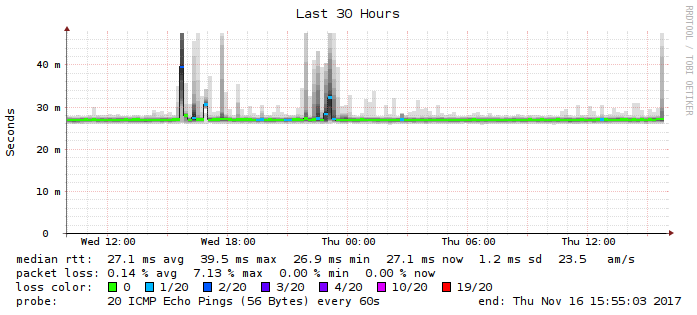 Last 30 Hours
RRDTOOL / TOBI OETIKER
Seconds
40 m
30 m
20 m
10 m
0
Wed 12:00 Wed 18:00 Thu 00:00 Thu 06:00 Thu 12:00
median rtt: 27.1 ms avg 39.5 ms max 26.9 ms min 27.1 ms now 1.2 ms sd 23.5 am/s
packet loss: 0.14 % avg 7.13 % max 0.00 % min 0.00 % now
loss color: 0 1/20 2/20 3/20 4/20 10/20 19/20
probe: 20 ICMP Echo Pings (56 Bytes) every 60s end: Thu Nov 16 15:55:03 2017